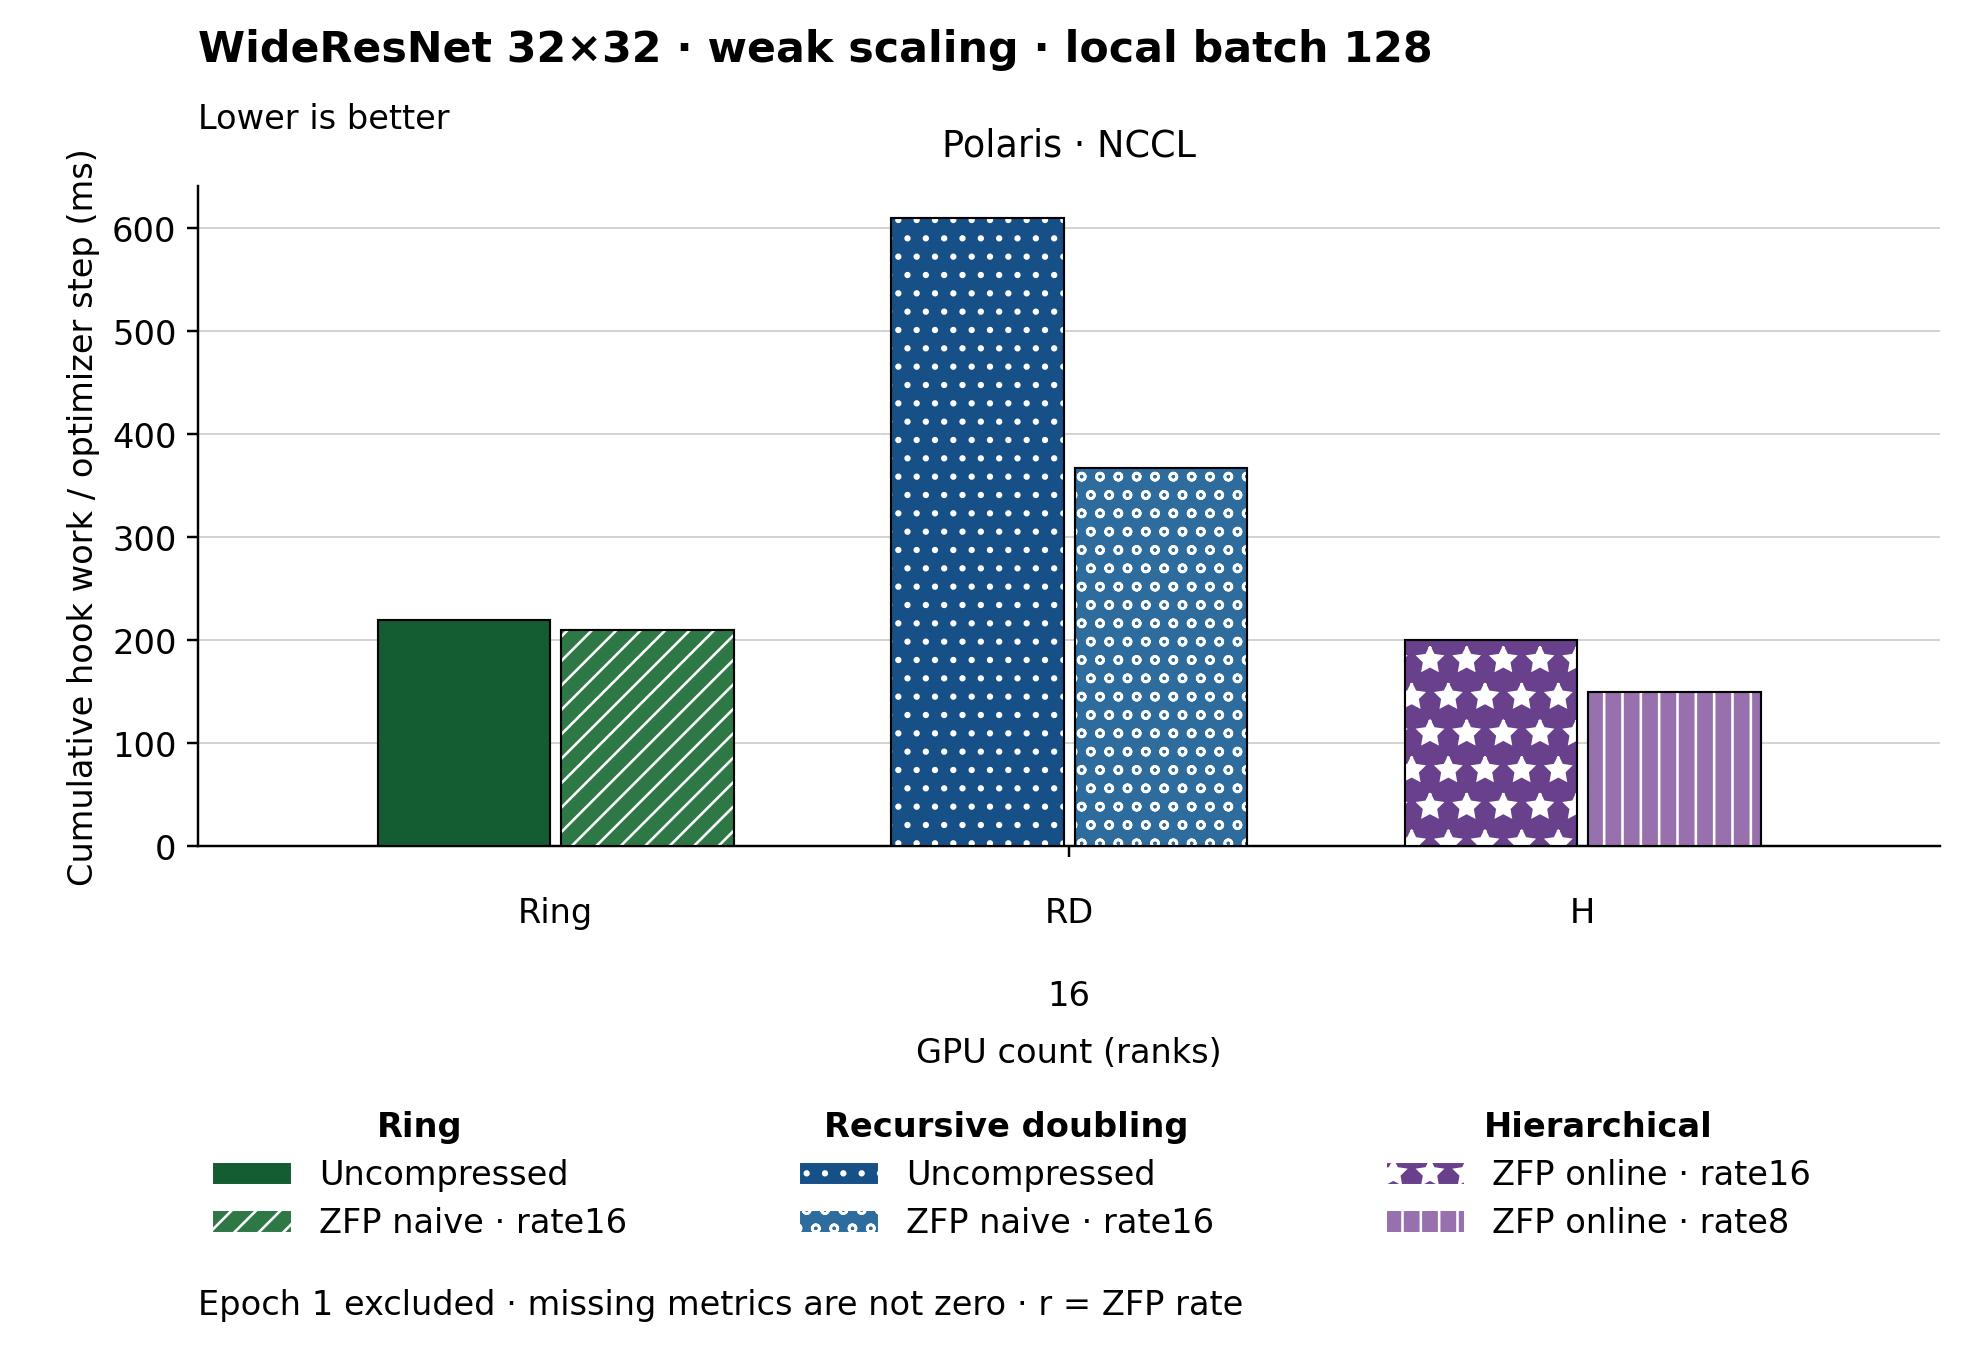 WideResNet 32×32 · weak scaling · local batch 128
Lower is better
Polaris · NCCL
Cumulative hook work / optimizer step (ms)
600
500
400
300
200
100
0
Ring RD H
16
GPU count (ranks)
Ring Recursive doubling Hierarchical
Uncompressed Uncompressed ZFP online · rate16
ZFP naive · rate16 ZFP naive · rate16 ZFP online · rate8
Epoch 1 excluded · missing metrics are not zero · r = ZFP rate